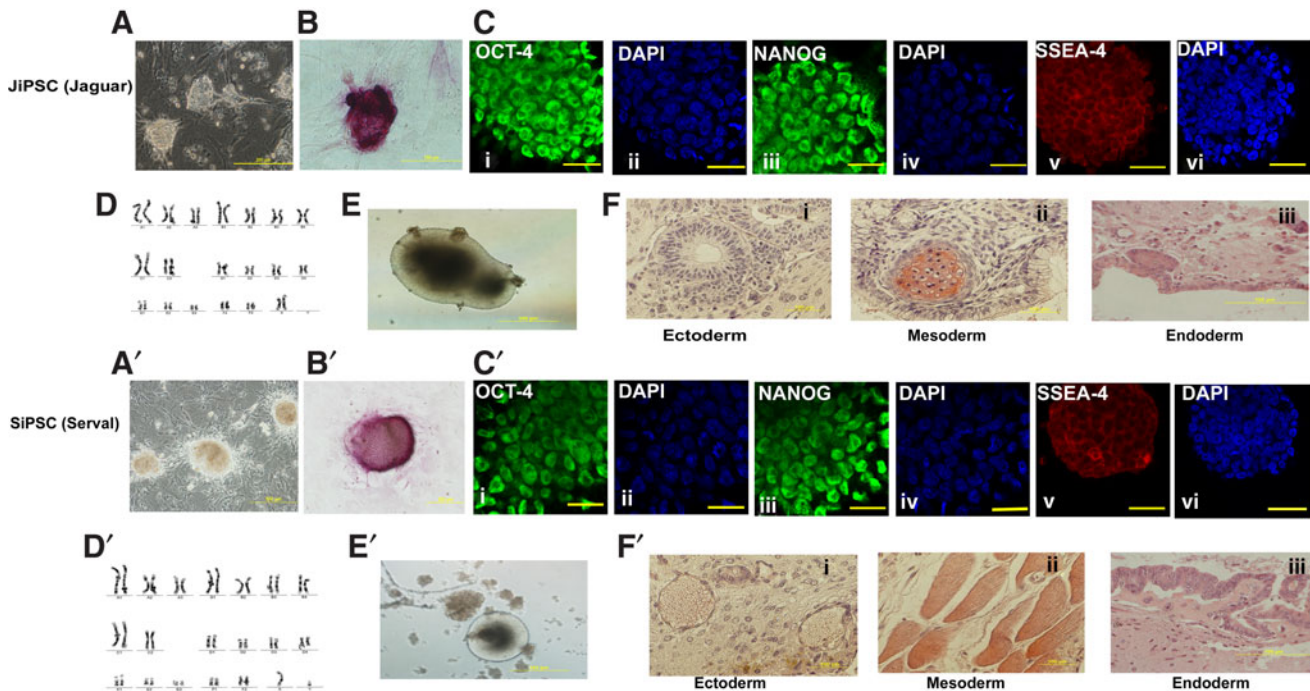 A B C
JiPSC (Jaguar)
OCT-4 DAPI NANOG DAPI SSEA-4 DAPI
i ii iii iv v vi
D E F
i ii iii
Ectoderm Mesoderm Endoderm
A′ B′ C′
SiPSC (Serval)
OCT-4 DAPI NANOG DAPI SSEA-4 DAPI
i ii iii iv v vi
D′ E′ F′
i ii iii
Ectoderm Mesoderm Endoderm